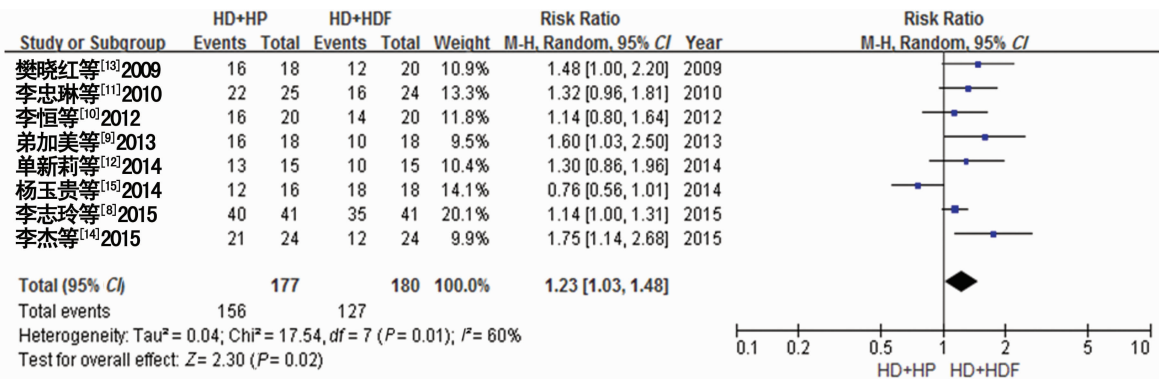 HD+HP HD+HDF Risk Ratio Risk Ratio
Study or Subgroup Events Total Events Total Weight M-H, Random, 95% CI Year M-H, Random, 95% CI
樊晓红等[13]2009 16 18 12 20 10.9% 1.48 [1.00, 2.20] 2009
李忠琳等[11]2010 22 25 16 24 13.3% 1.32 [0.96, 1.81] 2010
李恒等[10]2012 16 20 14 20 11.8% 1.14 [0.80, 1.64] 2012
弟加美等[9]2013 16 18 10 18 9.5% 1.60 [1.03, 2.50] 2013
单新莉等[12]2014 13 15 10 15 10.4% 1.30 [0.86, 1.96] 2014
杨玉贵等[15]2014 12 16 18 18 14.1% 0.76 [0.56, 1.01] 2014
李志玲等[8]2015 40 41 35 41 20.1% 1.14 [1.00, 1.31] 2015
李杰等[14]2015 21 24 12 24 9.9% 1.75 [1.14, 2.68] 2015
Total (95% CI) 177 180 100.0% 1.23 [1.03, 1.48]
Total events 156 127
Heterogeneity: Tau² = 0.04; Chi² = 17.54, df = 7 (P = 0.01); I² = 60%
Test for overall effect: Z = 2.30 (P = 0.02)
0.1 0.2 0.5 1 2 5 10
HD+HP HD+HDF